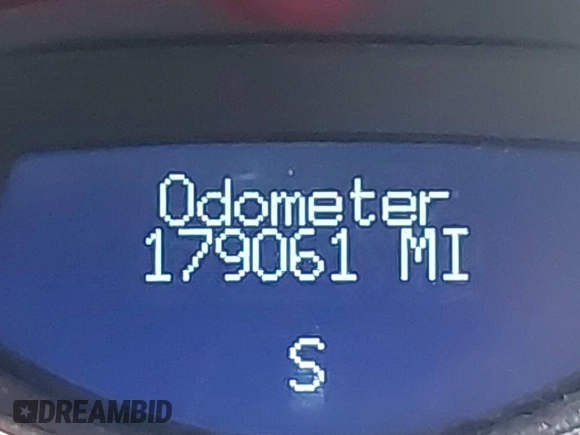 Odometer
179061 MI
S
DREAMBID